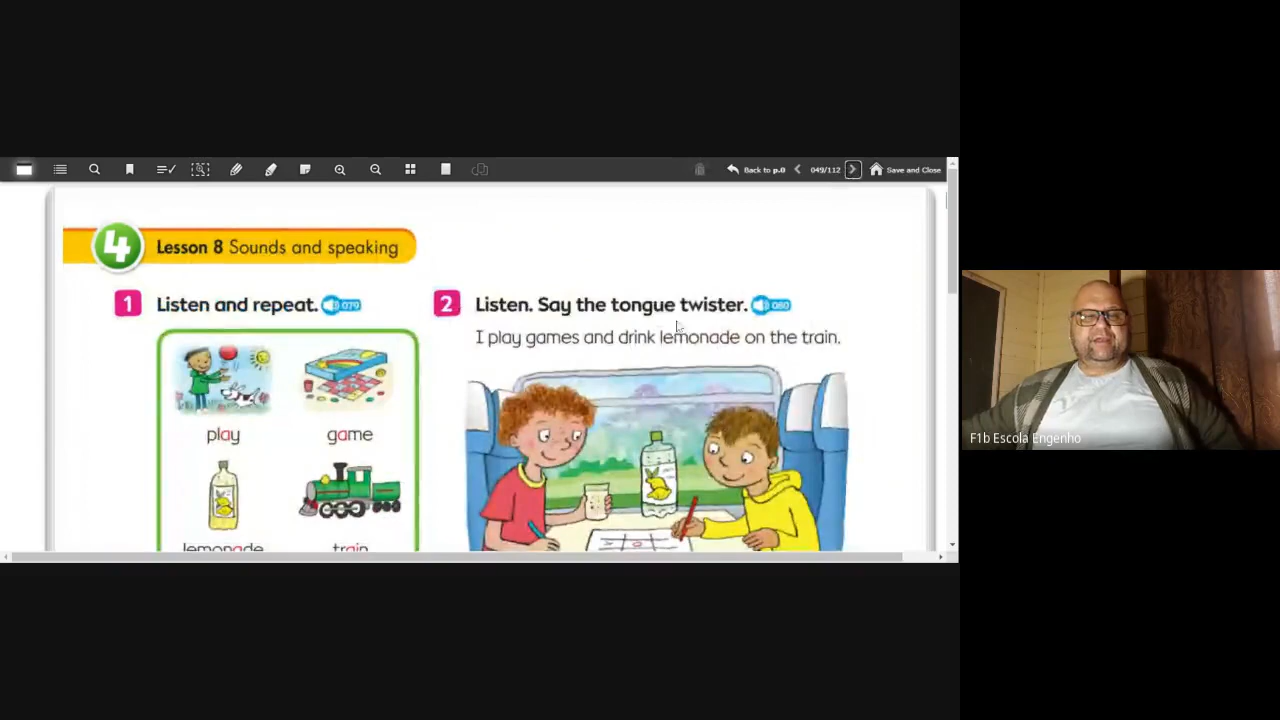 Back to p.0
049/112
Save and Close
4
Lesson 8 Sounds and speaking
1 Listen and repeat. 079
2 Listen. Say the tongue twister. 080
I play games and drink lemonade on the train.
play
game
lemonade
train
F1b Escola Engenho